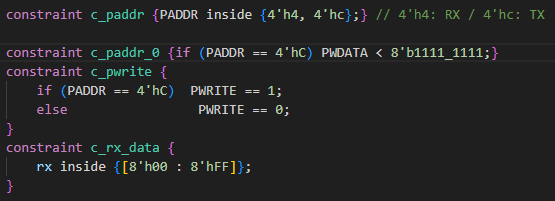 constraint c_paddr {PADDR inside {4'h4, 4'hc};} // 4'h4: RX / 4'hc: TX
constraint c_paddr_0 {if (PADDR == 4'hC) PWDATA < 8'b1111_1111;}
constraint c_pwrite {
    if (PADDR == 4'hC)  PWRITE == 1;
    else                PWRITE == 0;
}
constraint c_rx_data {
    rx inside {[8'h00 : 8'hFF]};
}